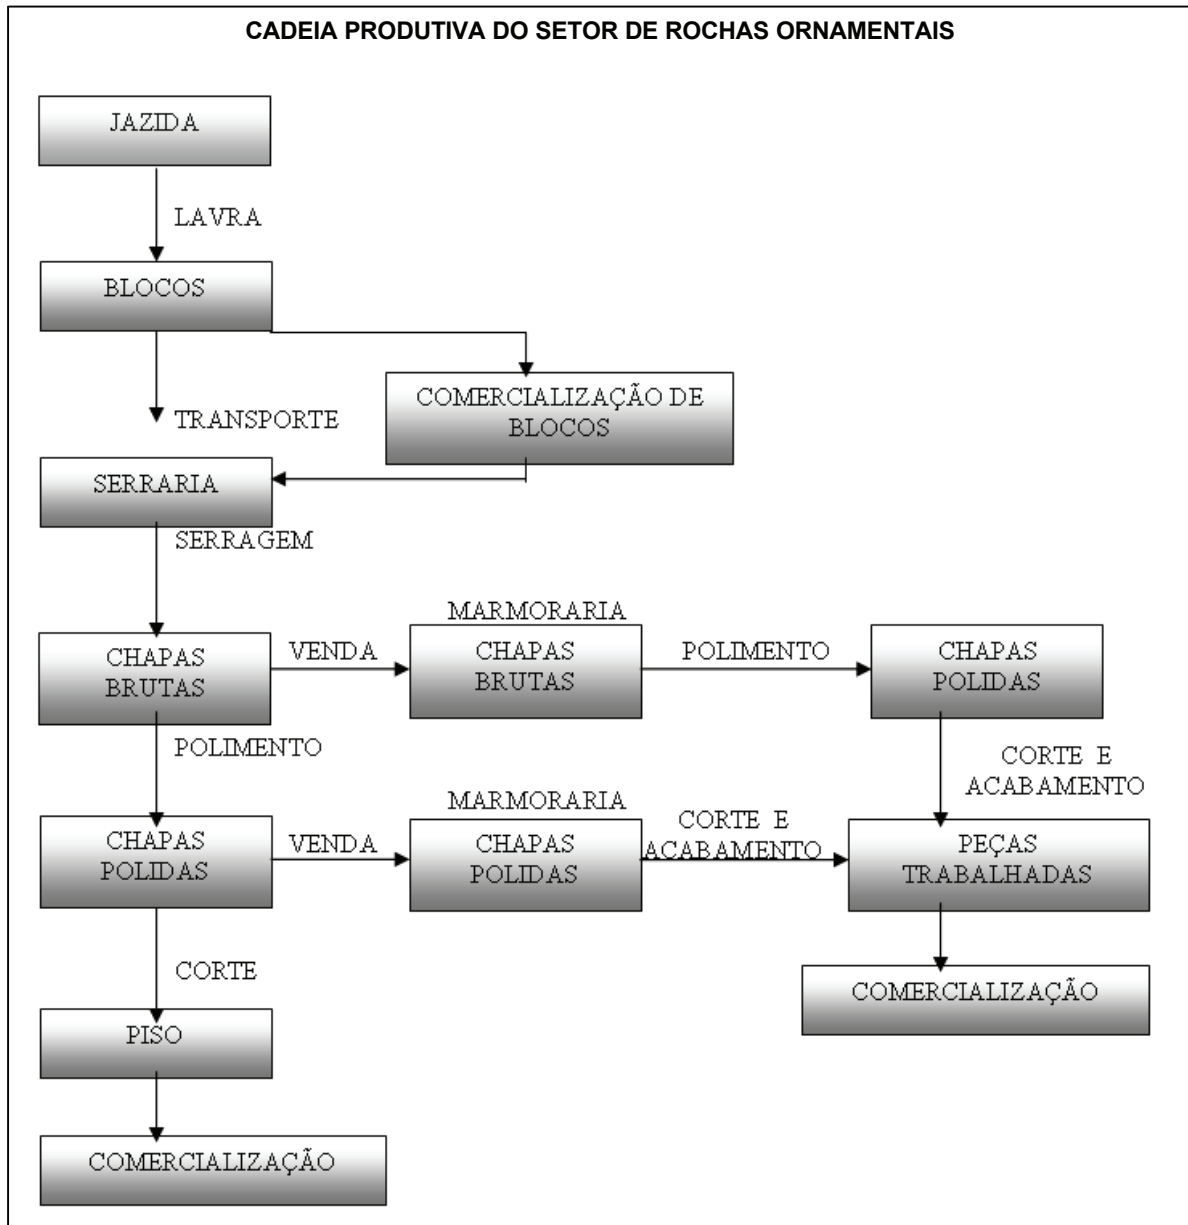 CADEIA PRODUTIVA DO SETOR DE ROCHAS ORNAMENTAIS
JAZIDA
LAVRA
BLOCOS
COMERCIALIZAÇÃO DE
BLOCOS
TRANSPORTE
SERRARIA
SERRAGEM
MARMORARIA
CHAPAS
BRUTAS
VENDA
CHAPAS
BRUTAS
POLIMENTO
CHAPAS
POLIDAS
POLIMENTO
CORTE E
ACABAMENTO
MARMORARIA
CHAPAS
POLIDAS
VENDA
CHAPAS
POLIDAS
CORTE E
ACABAMENTO
PEÇAS
TRABALHADAS
CORTE
COMERCIALIZAÇÃO
PISO
COMERCIALIZAÇÃO